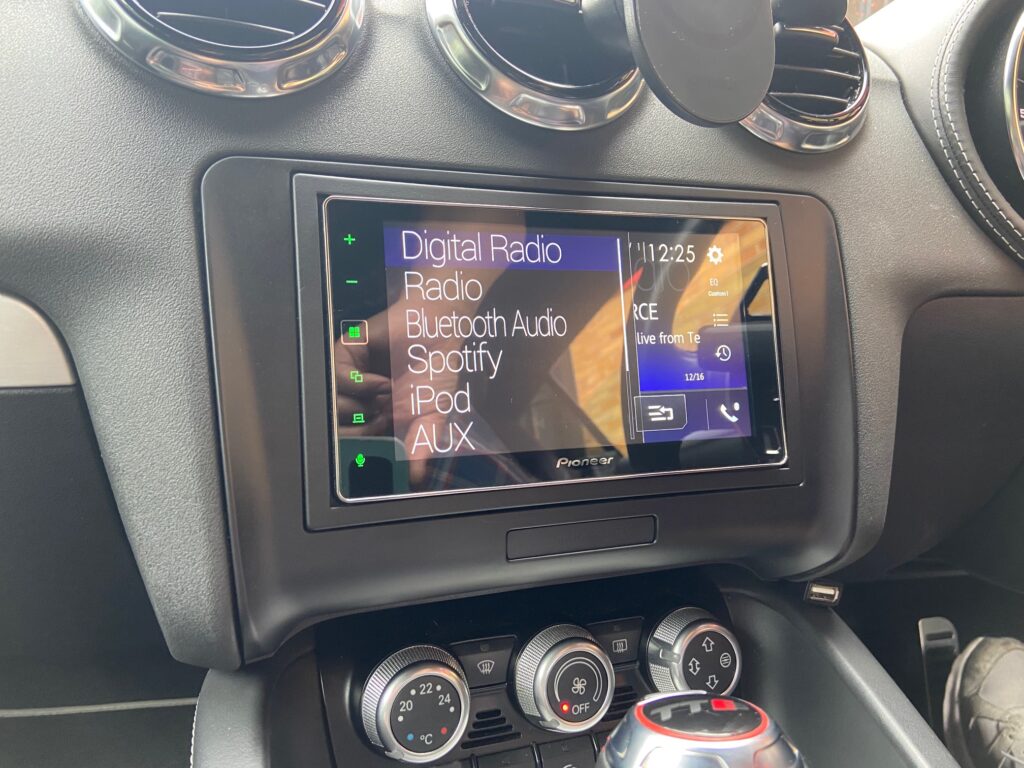 Digital Radio
Radio
Bluetooth Audio
Spotify
iPod
AUX
12:25
EQ
Custom1
RCE
live from Te
12/16
Pioneer
20 22 24
°C
OFF